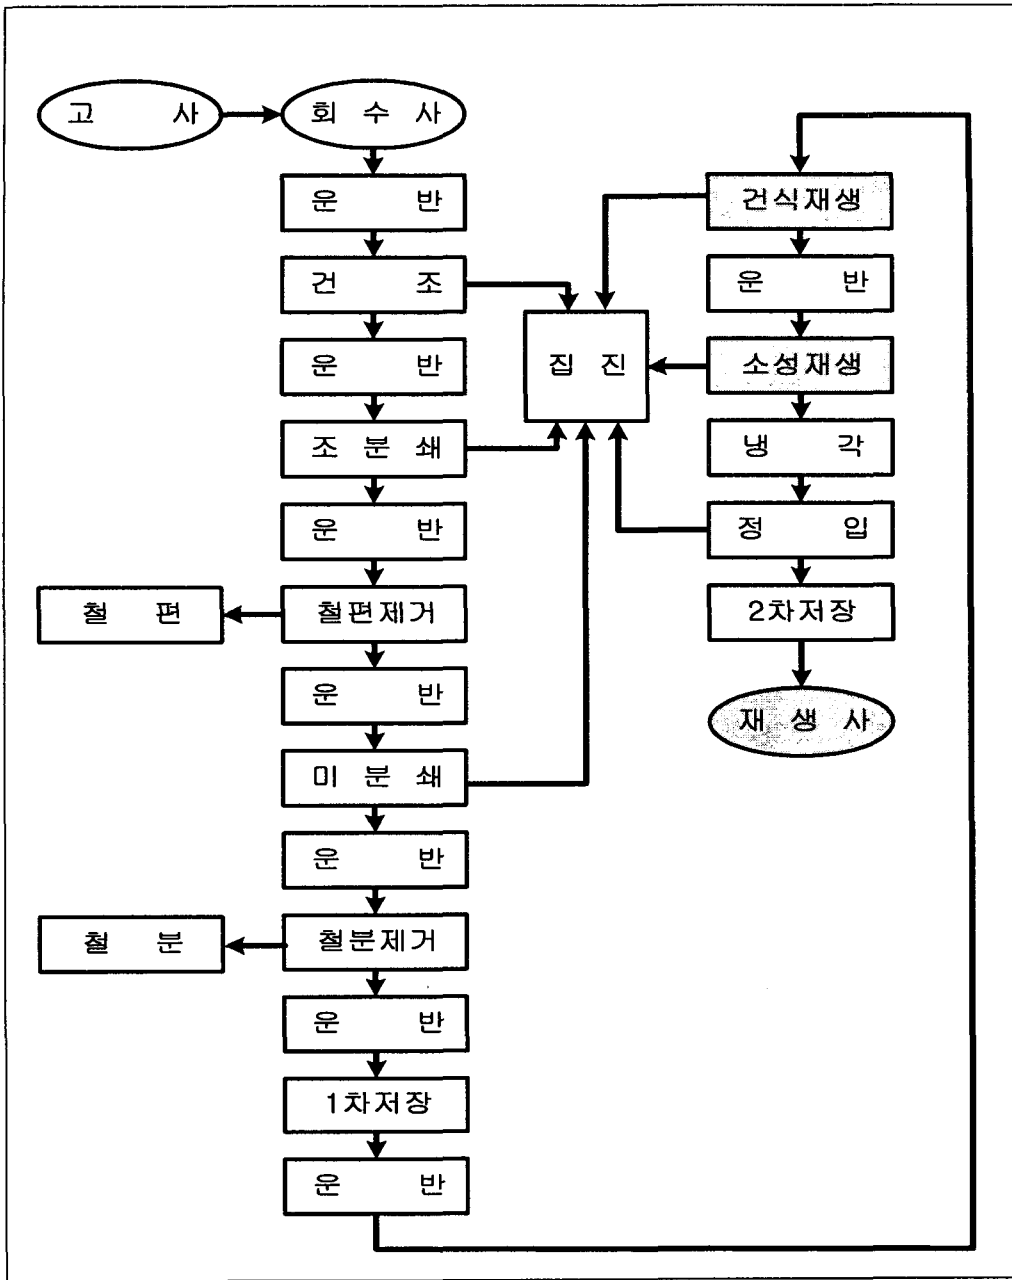 고 사
회 수 사
운 반
건 조
운 반
조 분 쇄
운 반
철 편
철편제거
운 반
미 분 쇄
운 반
철 분
철분제거
운 반
1차저장
운 반
집 진
건식재생
운 반
소성재생
냉 각
정 입
2차저장
재 생 사